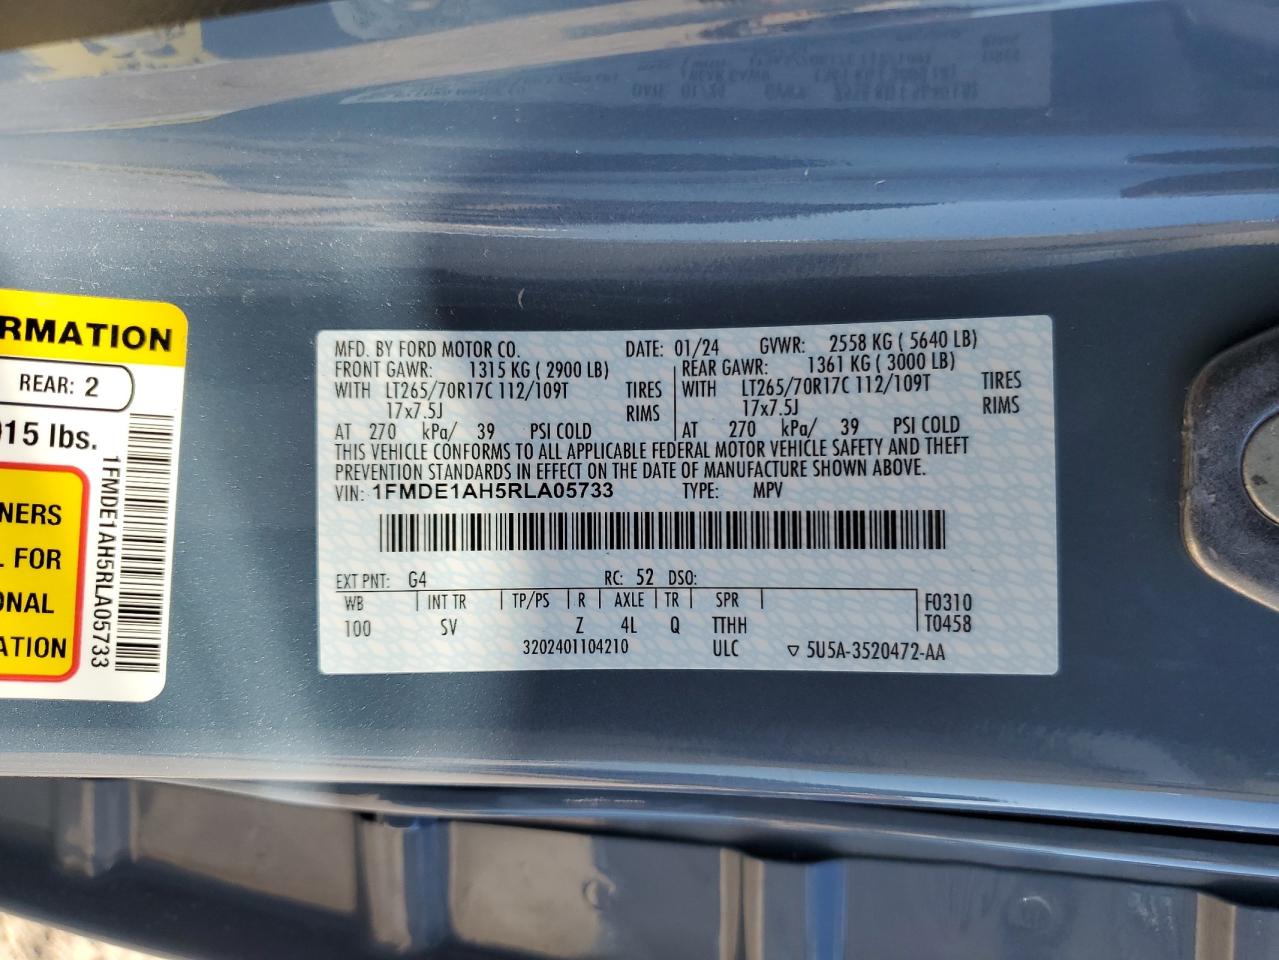 RMATION
REAR: 2
915 lbs.
NERS
FOR
ONAL
ATION
1FMDE1AH5RLA05733
MFD. BY FORD MOTOR CO. DATE: 01/24 GVWR: 2558 KG ( 5640 LB)
FRONT GAWR: 1315 KG ( 2900 LB) REAR GAWR: 1361 KG ( 3000 LB)
WITH LT265/70R17C 112/109T TIRES WITH LT265/70R17C 112/109T TIRES
17x7.5J RIMS 17x7.5J RIMS
AT 270 kPa/ 39 PSI COLD AT 270 kPa/ 39 PSI COLD
THIS VEHICLE CONFORMS TO ALL APPLICABLE FEDERAL MOTOR VEHICLE SAFETY AND THEFT
PREVENTION STANDARDS IN EFFECT ON THE DATE OF MANUFACTURE SHOWN ABOVE.
VIN: 1FMDE1AH5RLA05733 TYPE: MPV
EXT PNT: G4 RC: 52 DSO:
WB INT TR TP/PS R AXLE TR SPR F0310
100 SV Z 4L Q TTHH T0458
3202401104210 ULC ▽ 5U5A-3520472-AA